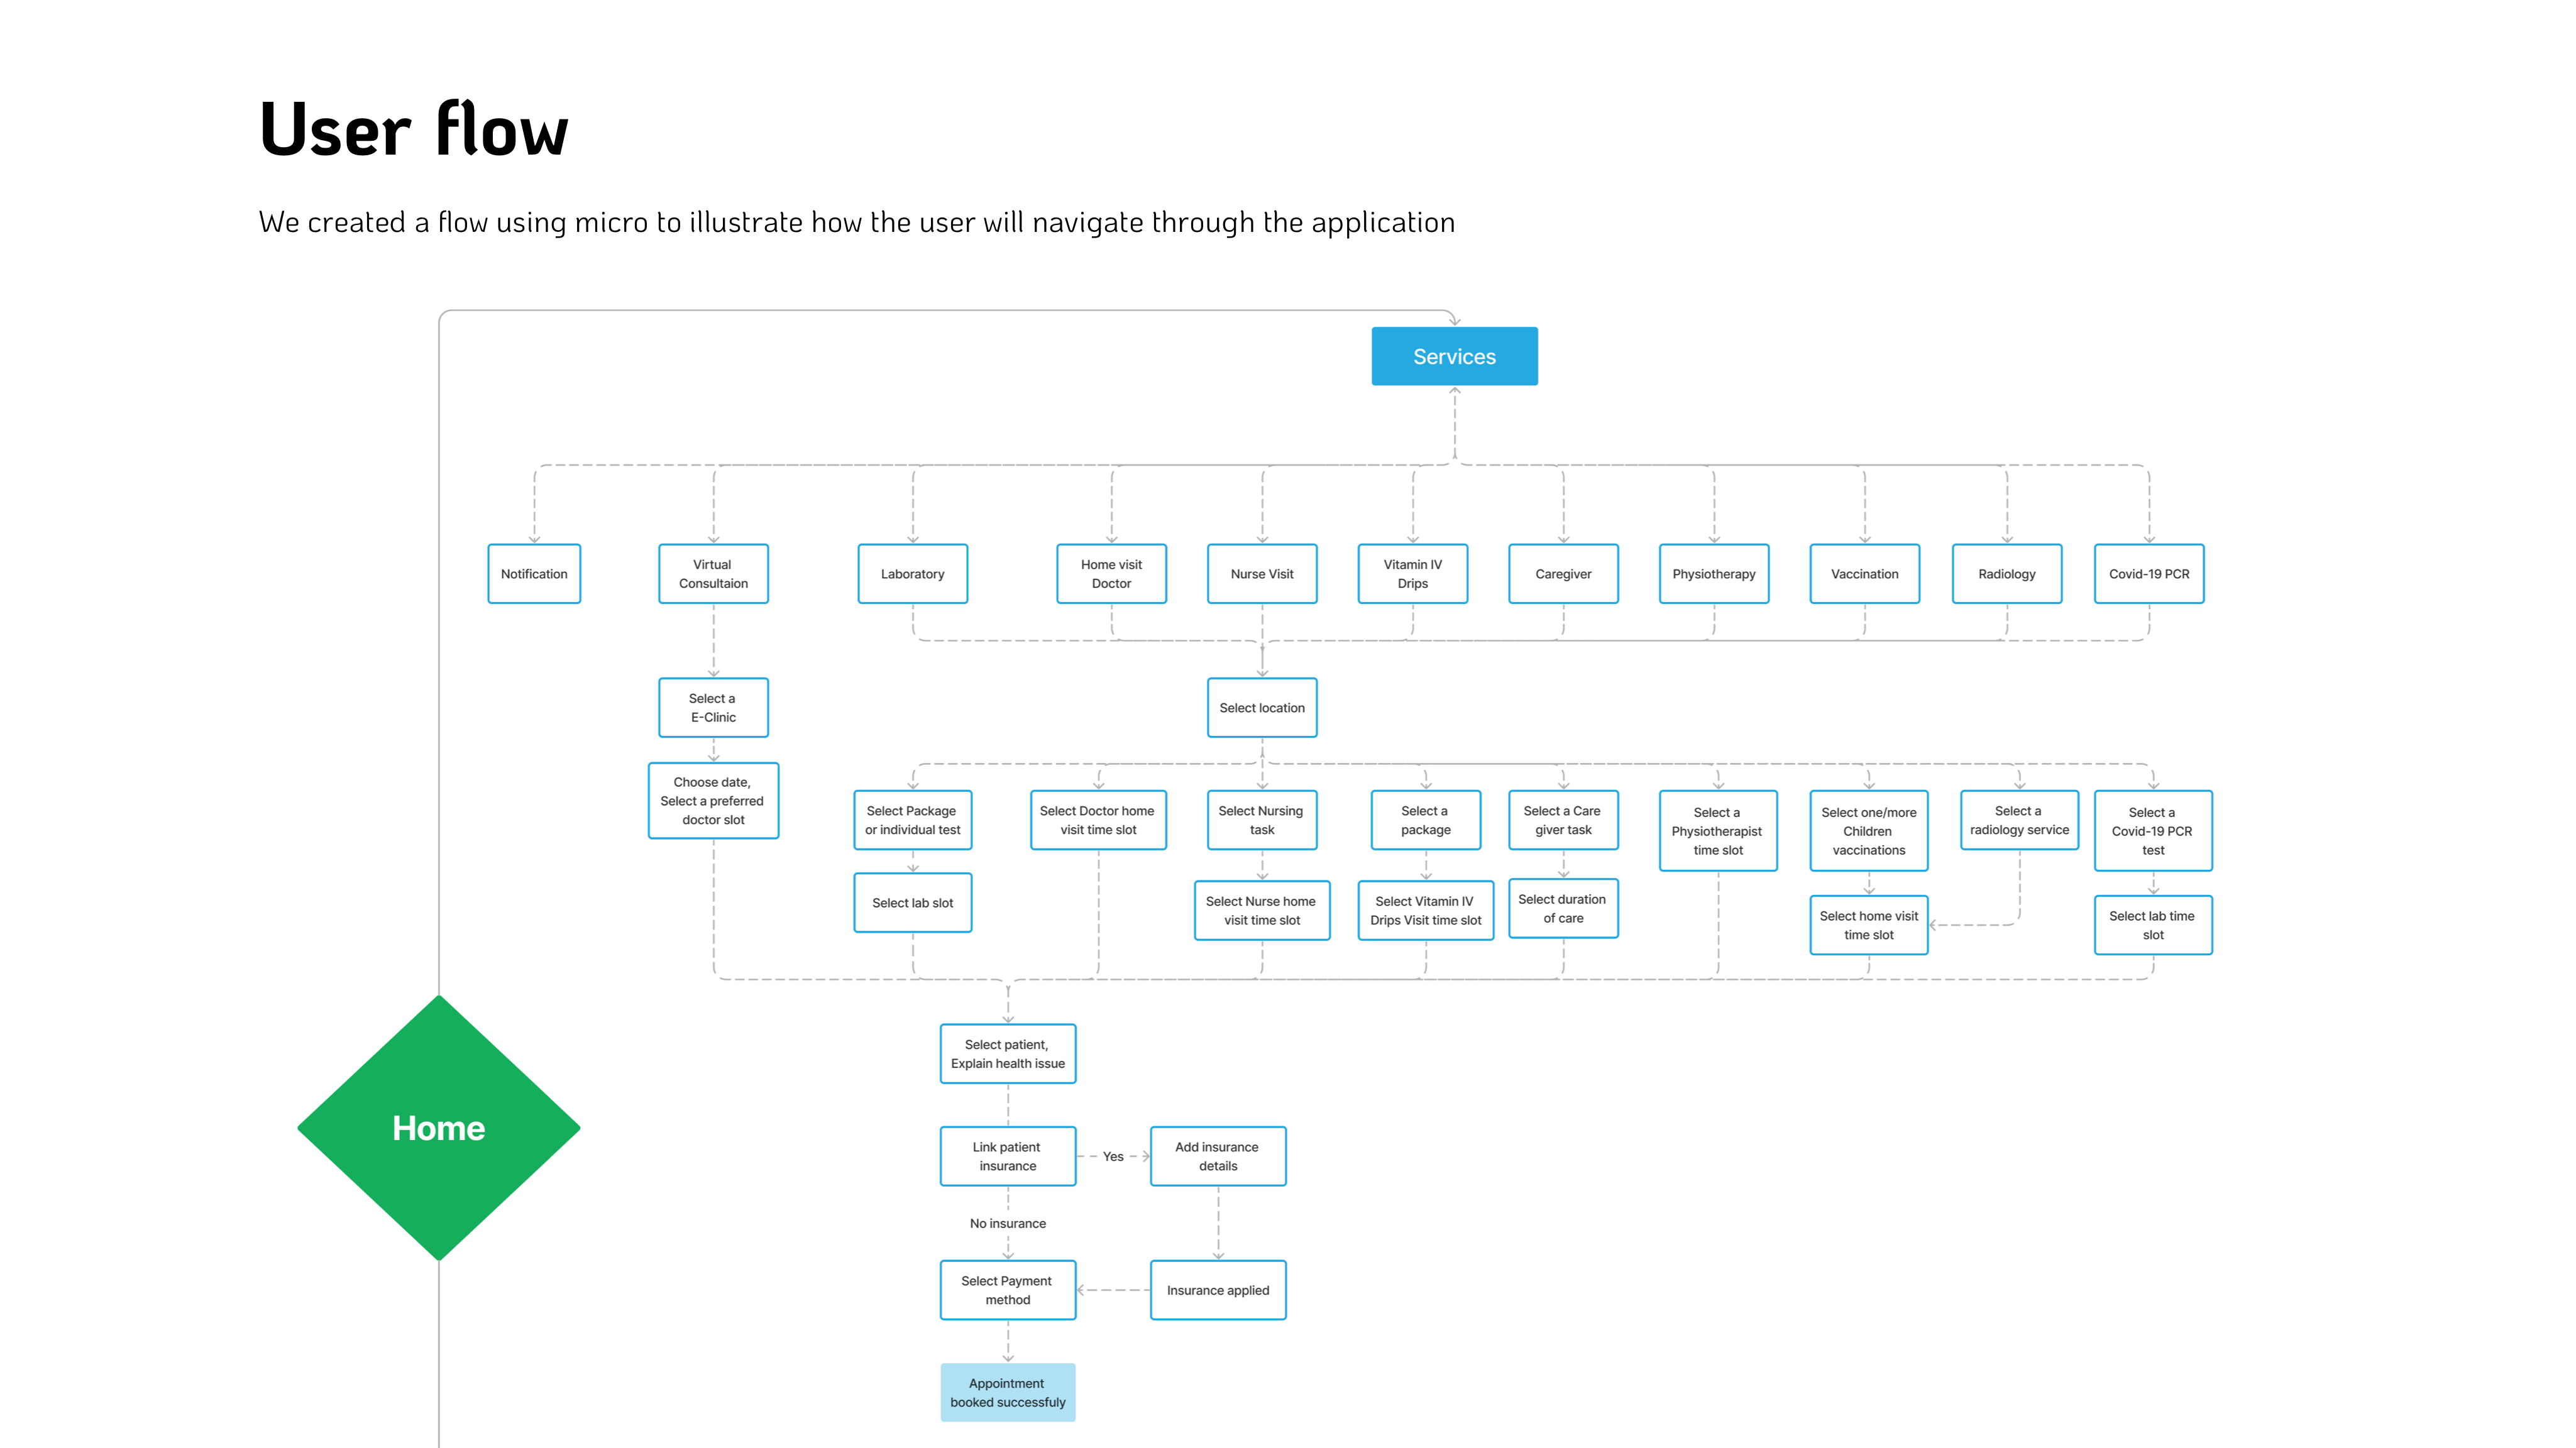 User flow
We created a flow using micro to illustrate how the user will navigate through the application
Services
Notification
Virtual
Consultaion
Laboratory
Home visit
Doctor
Nurse Visit
Vitamin IV
Drips
Caregiver
Physiotherapy
Vaccination
Radiology
Covid-19 PCR
Select a
E-Clinic
Select location
Choose date,
Select a preferred
doctor slot
Select Package
or individual test
Select Doctor home
visit time slot
Select Nursing
task
Select a
package
Select a Care
giver task
Select a
Physiotherapist
time slot
Select one/more
Children
vaccinations
Select a
radiology service
Select a
Covid-19 PCR
test
Select lab slot
Select Nurse home
visit time slot
Select Vitamin IV
Drips Visit time slot
Select duration
of care
Select home visit
time slot
Select lab time
slot
Select patient,
Explain health issue
Home
Link patient
insurance
Yes
Add insurance
details
No insurance
Select Payment
method
Insurance applied
Appointment
booked successfuly